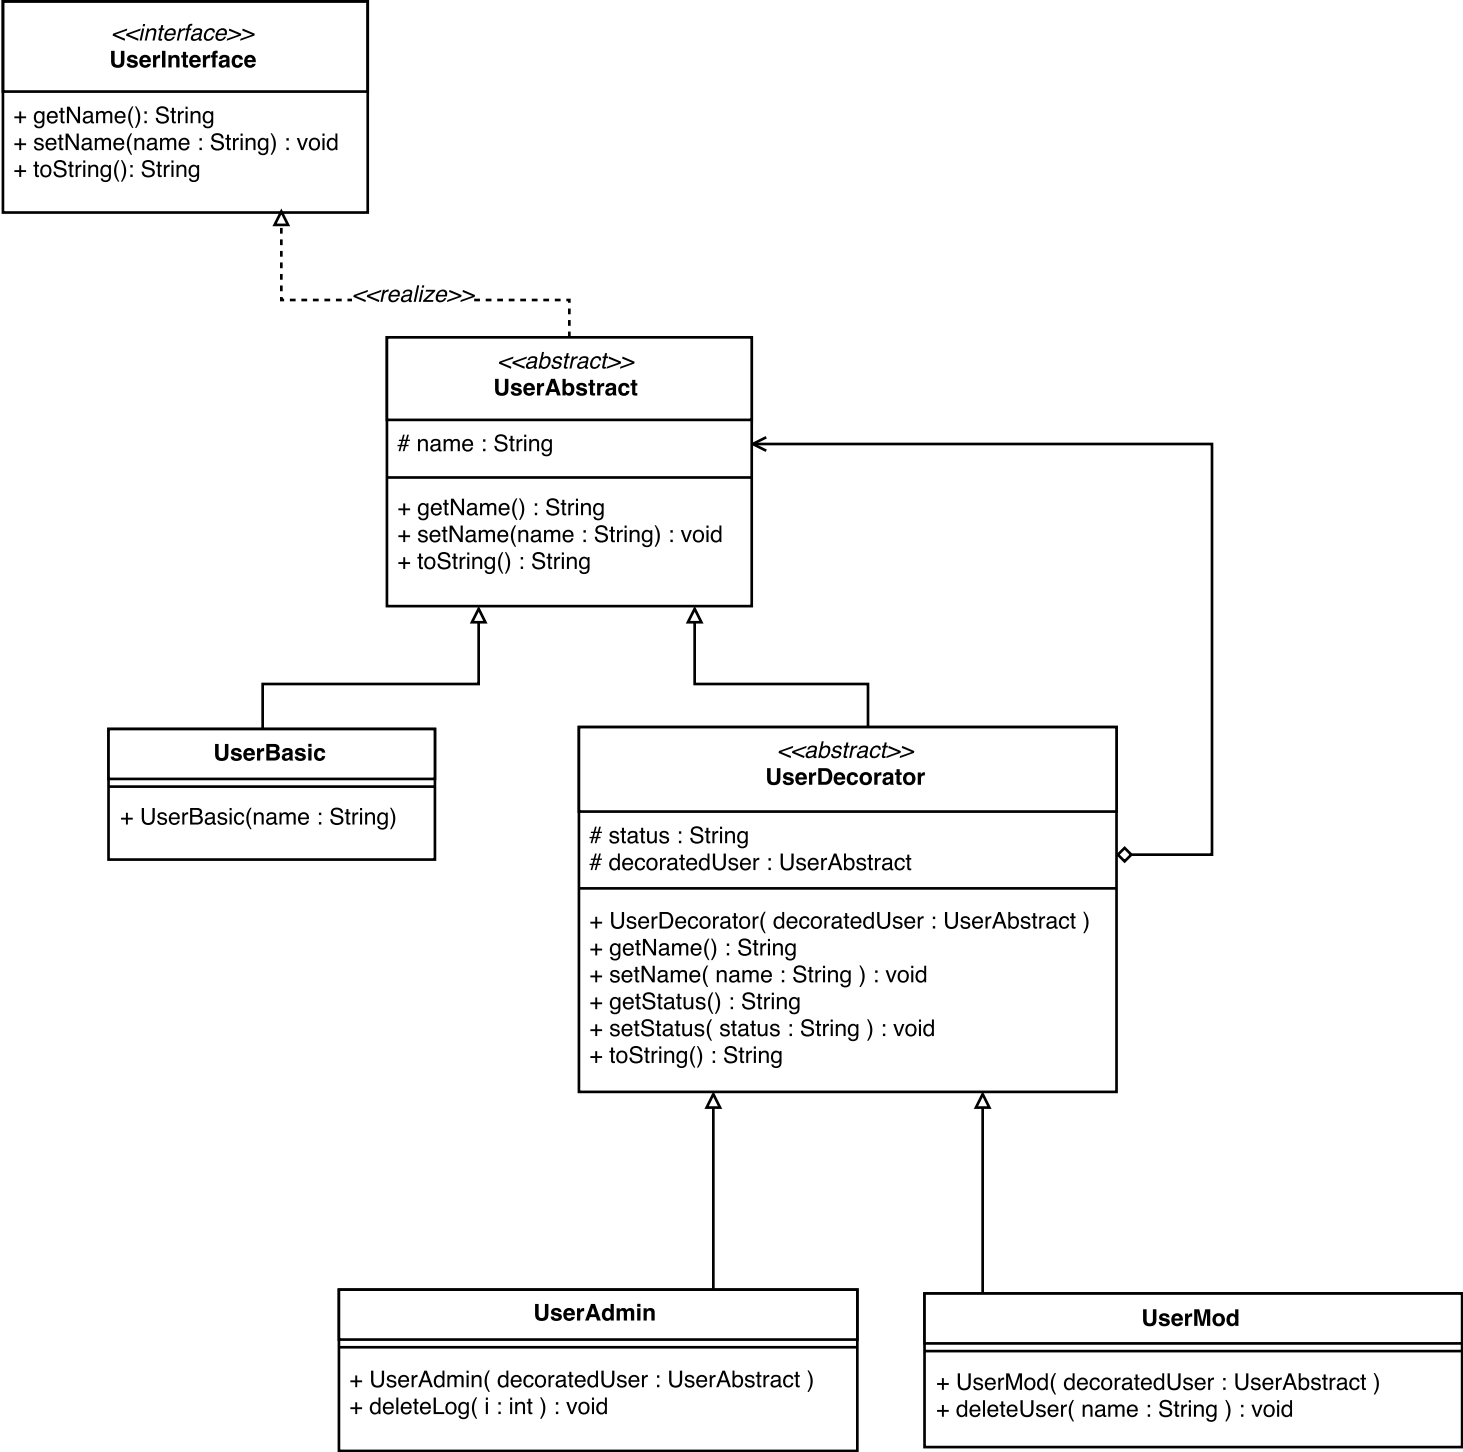 <<interface>>
UserInterface
+ getName(): String
+ setName(name : String) : void
+ toString(): String
<<realize>>
<<abstract>>
UserAbstract
# name : String
+ getName() : String
+ setName(name : String) : void
+ toString() : String
UserBasic
+ UserBasic(name : String)
<<abstract>>
UserDecorator
# status : String
# decoratedUser : UserAbstract
+ UserDecorator( decoratedUser : UserAbstract )
+ getName() : String
+ setName( name : String ) : void
+ getStatus() : String
+ setStatus( status : String ) : void
+ toString() : String
UserAdmin
+ UserAdmin( decoratedUser : UserAbstract )
+ deleteLog( i : int ) : void
UserMod
+ UserMod( decoratedUser : UserAbstract )
+ deleteUser( name : String ) : void